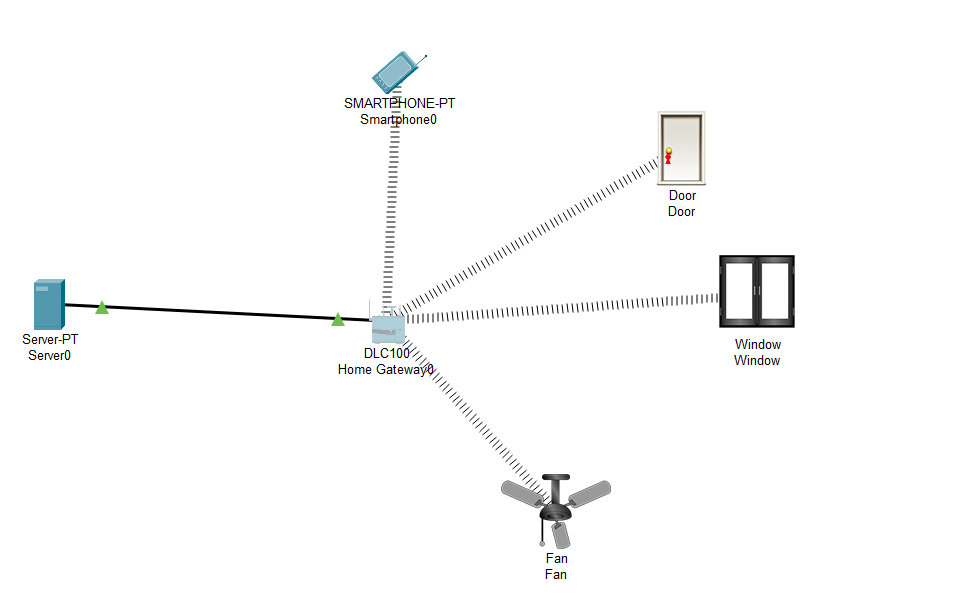 SMARTPHONE-PT
Smartphone0
Door
Door
Server-PT
Server0
DLC100
Home Gateway0
Window
Window
Fan
Fan